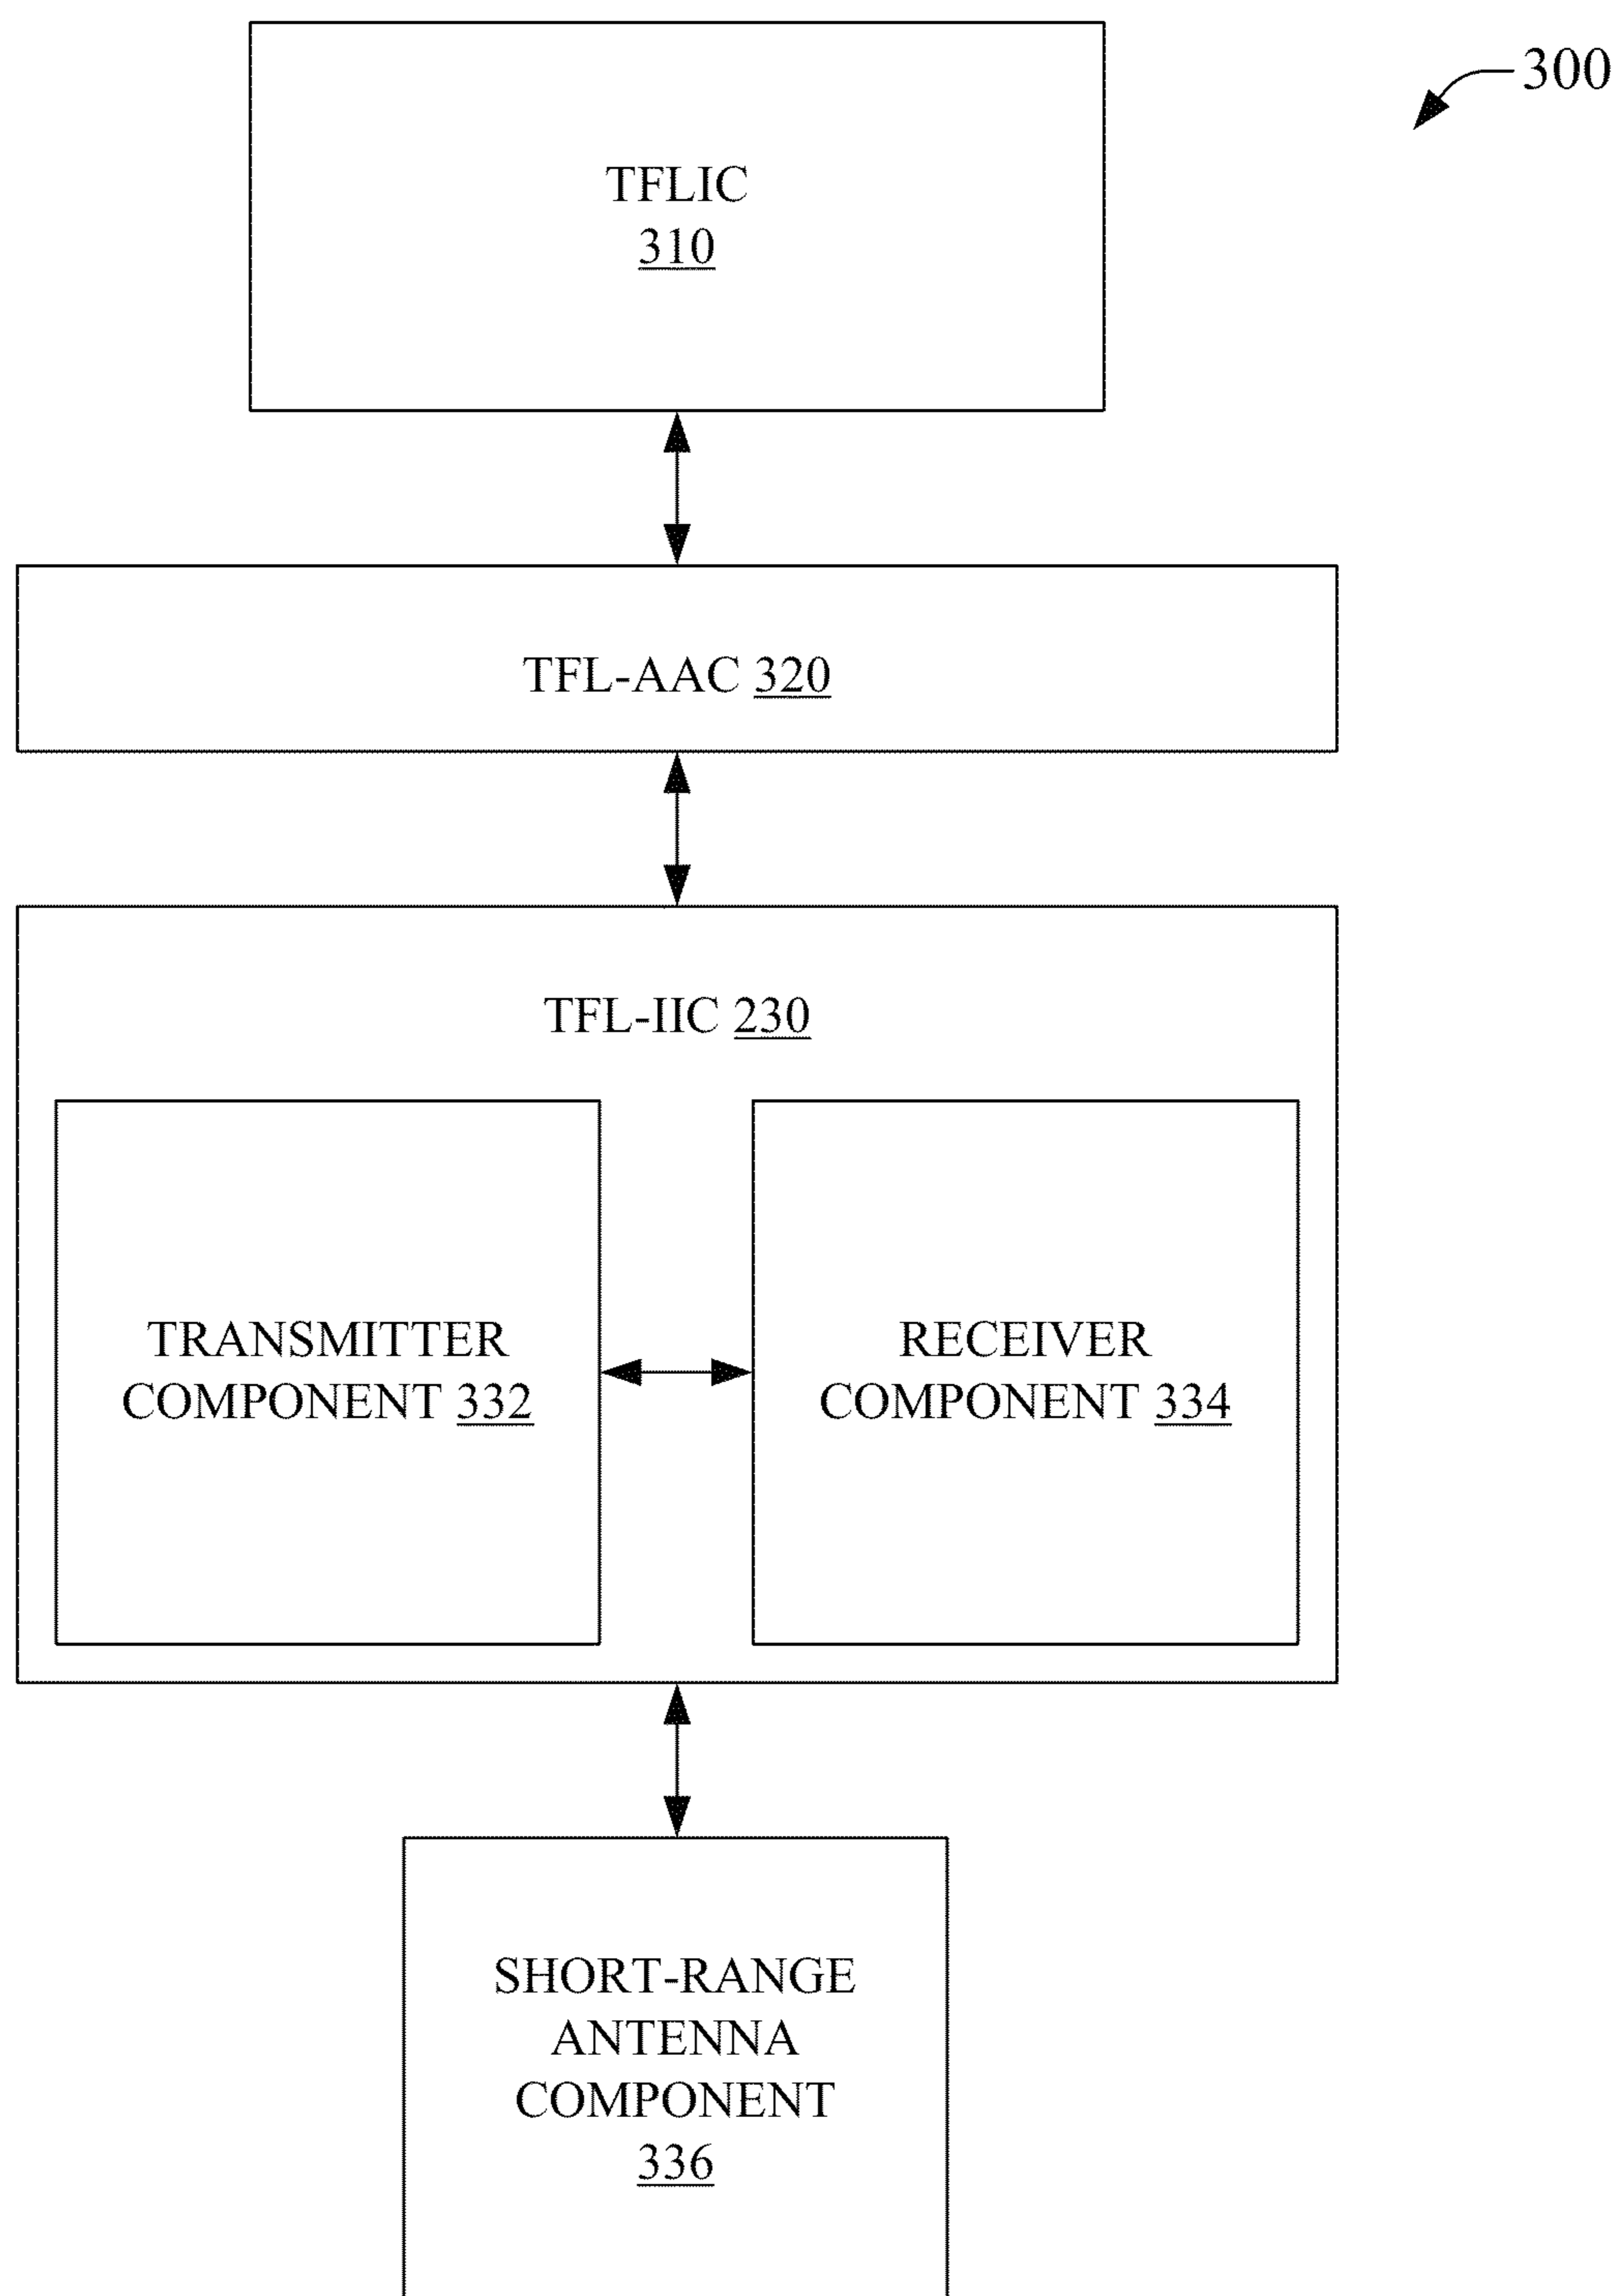 300
TFLIC
310
TFL-AAC 320
TFL-IIC 230
TRANSMITTER
COMPONENT 332
RECEIVER
COMPONENT 334
SHORT-RANGE
ANTENNA
COMPONENT
336